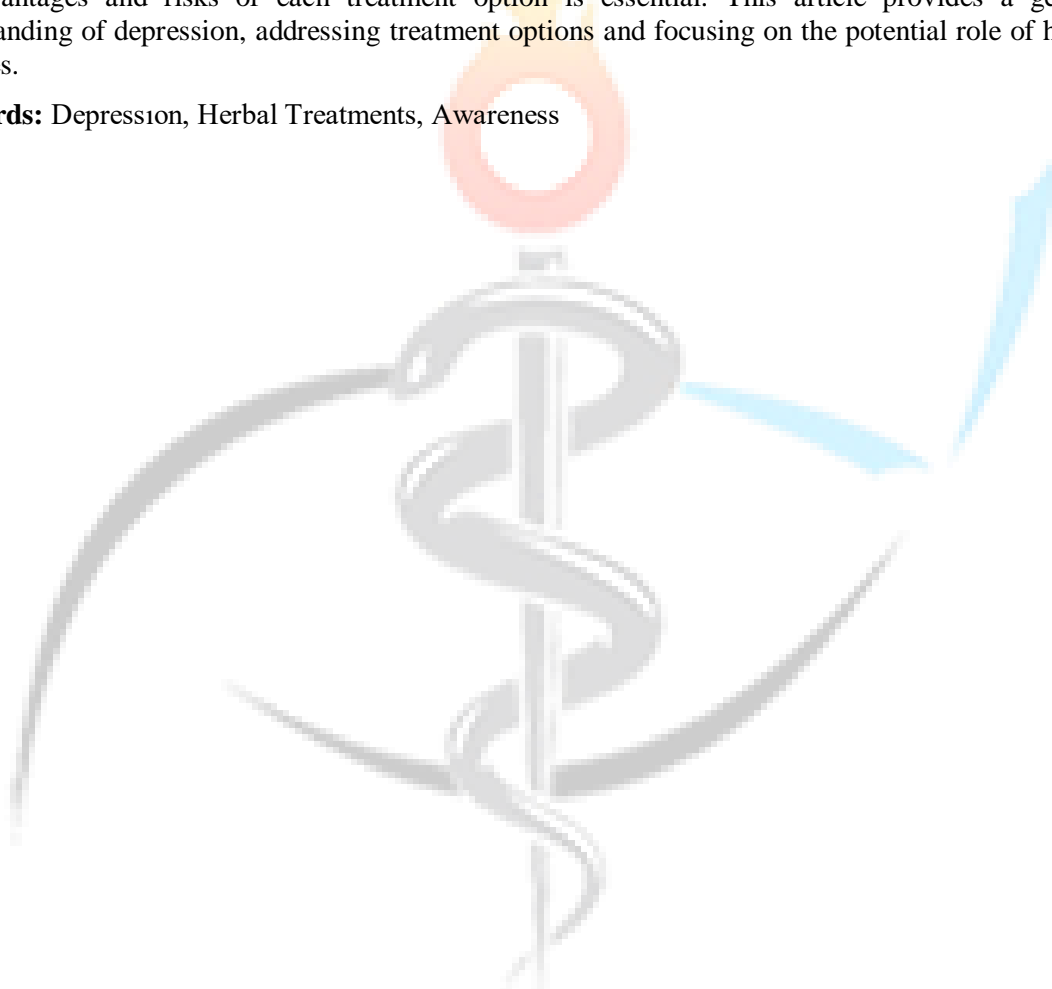 antages and risks of each treatment option is essential. This article provides a ge
anding of depression, addressing treatment options and focusing on the potential role of h
es.
rds: Depressıon, Herbal Treatments, Awareness